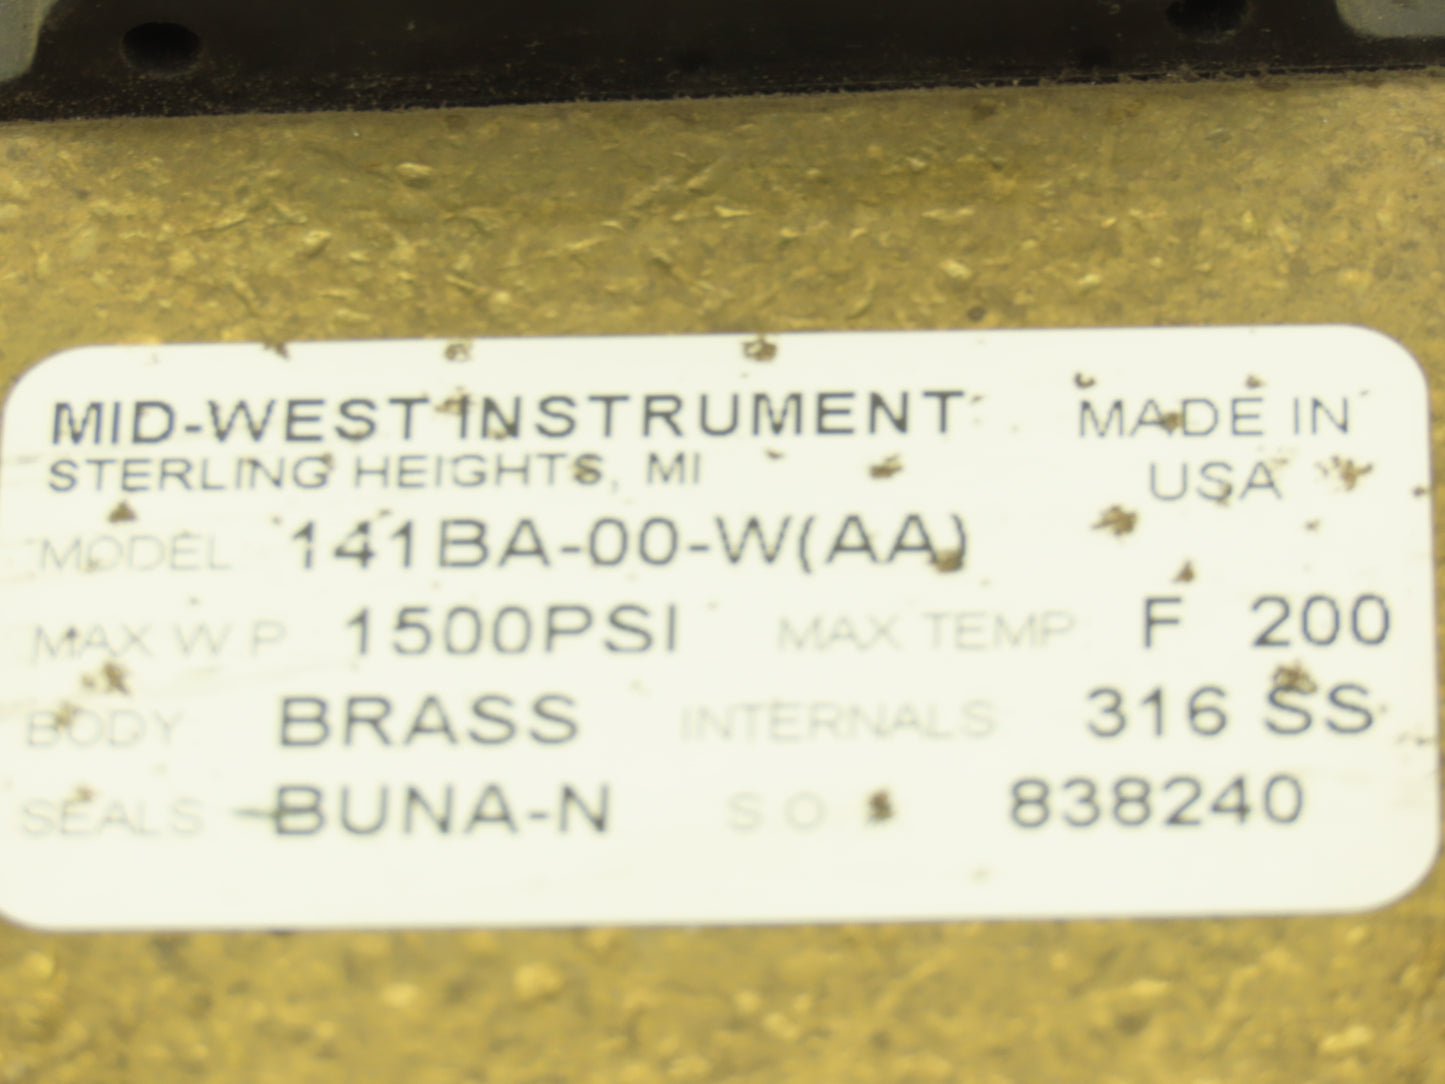 MID-WEST INSTRUMENT MADE IN
STERLING HEIGHTS, MI USA
MODEL 141BA-00-W(AA)
MAX W P 1500PSI MAX TEMP F 200
BODY BRASS INTERNALS 316 SS
SEALS BUNA-N S O 838240